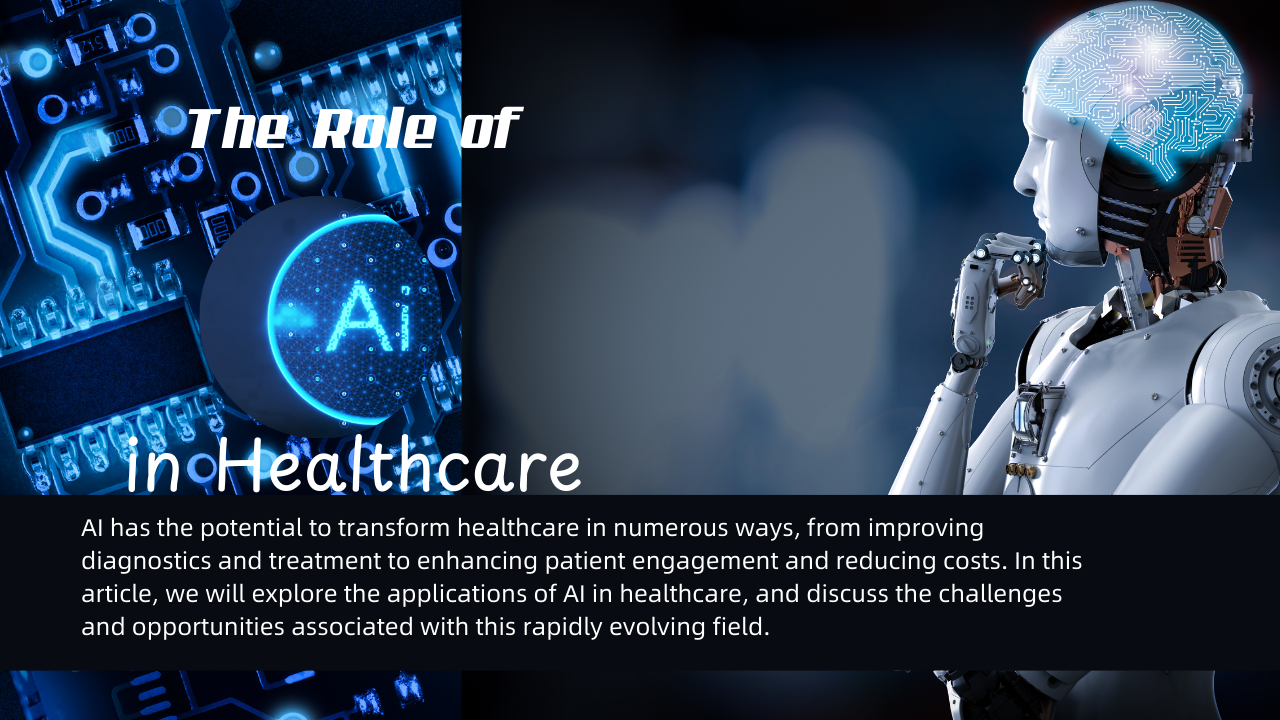 The Role of
Ai
in Healthcare
AI has the potential to transform healthcare in numerous ways, from improving
diagnostics and treatment to enhancing patient engagement and reducing costs. In this
article, we will explore the applications of AI in healthcare, and discuss the challenges
and opportunities associated with this rapidly evolving field.